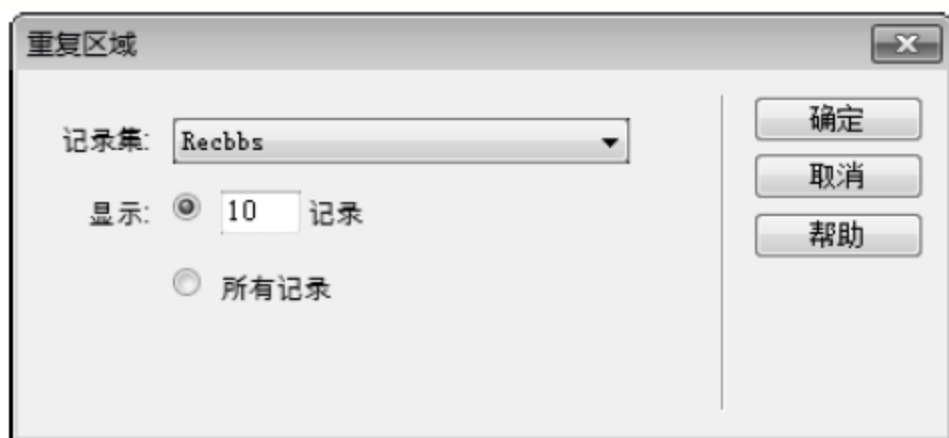 重复区域
记录集: Recbbs
确定
取消
显示: 10 记录
帮助
所有记录